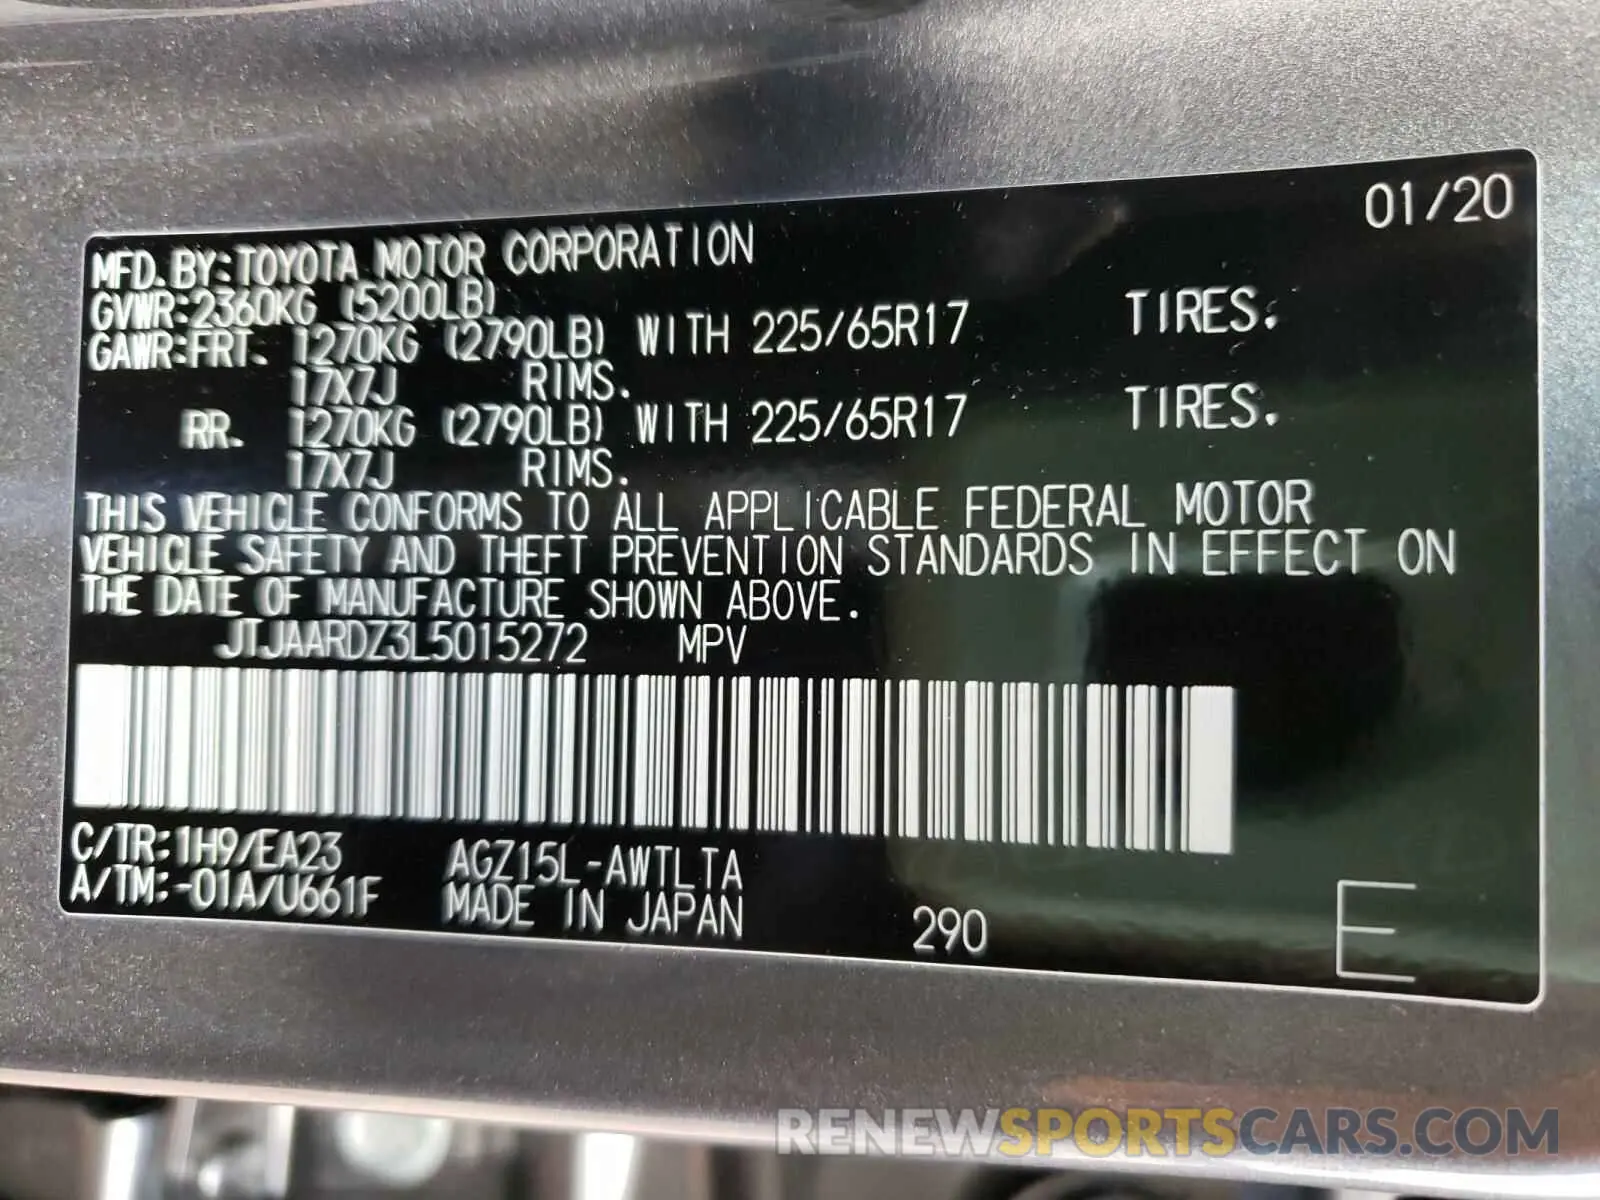 01/20
MFD. BY: TOYOTA MOTOR CORPORATION
GVWR: 2360KG (5200LB)
GAWR: FRT. 1270KG (2790LB) WITH 225/65R17 TIRES.
17X7J RIMS.
RR. 1270KG (2790LB) WITH 225/65R17 TIRES.
17X7J RIMS.
THIS VEHICLE CONFORMS TO ALL APPLICABLE FEDERAL MOTOR
VEHICLE SAFETY AND THEFT PREVENTION STANDARDS IN EFFECT ON
THE DATE OF MANUFACTURE SHOWN ABOVE.
JTJAARDZ3L5015272 MPV
C/TR: 1H9/EA23 AGZ15L-AWTLTA
A/TM: -01A/U661F MADE IN JAPAN
290 E
RENEWSPORTSCARS.COM